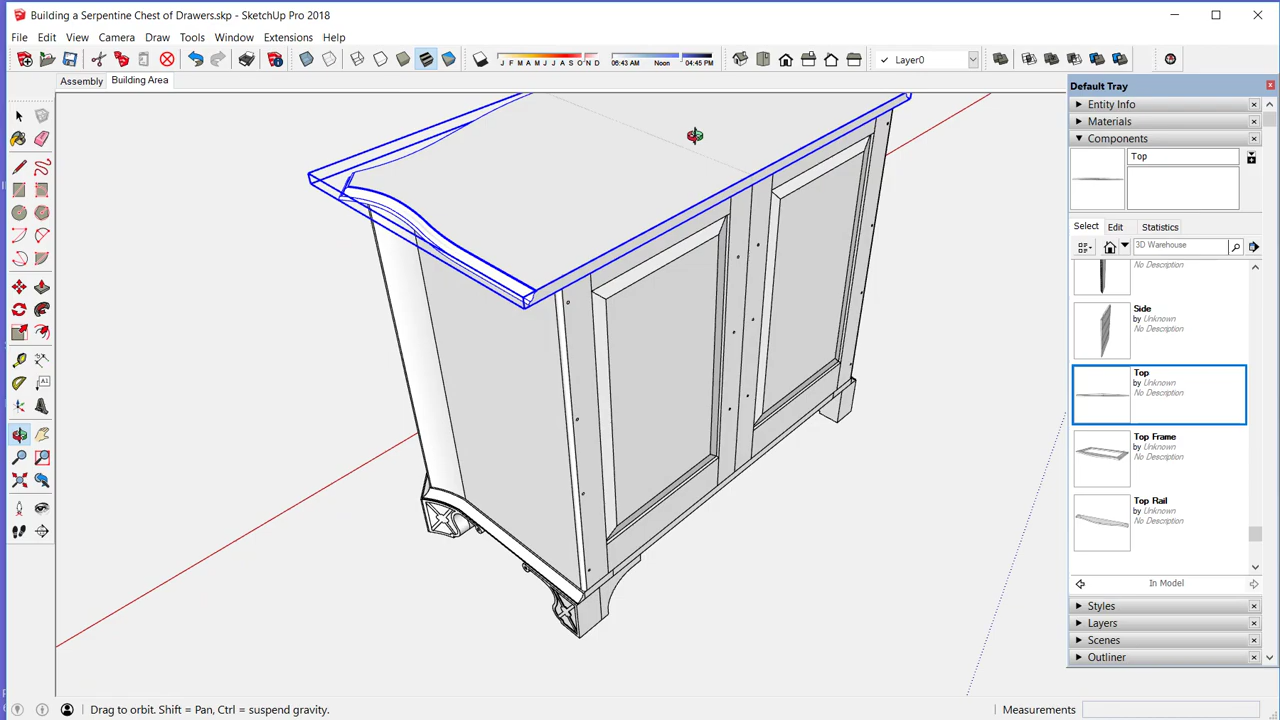 Building a Serpentine Chest of Drawers.skp - SketchUp Pro 2018
File Edit View Camera Draw Tools Window Extensions Help
J F M A M J J A S O N D
06:43 AM Noon 04:45 PM
Layer0
Assembly Building Area
Default Tray
Entity Info
Materials
Components
Top
Select Edit Statistics
3D Warehouse
No Description
Side
by Unknown
No Description
Top
by Unknown
No Description
Top Frame
by Unknown
No Description
Top Rail
by Unknown
No Description
In Model
Styles
Layers
Scenes
Outliner
A1
Drag to orbit. Shift = Pan, Ctrl = suspend gravity.
Measurements